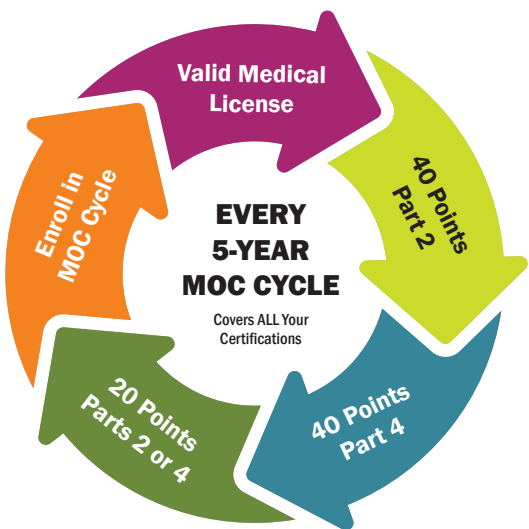 Valid Medical
License
40 Points
Part 2
40 Points
Part 4
20 Points
Parts 2 or 4
Enroll in
MOC Cycle
EVERY
5-YEAR
MOC CYCLE
Covers ALL Your
Certifications